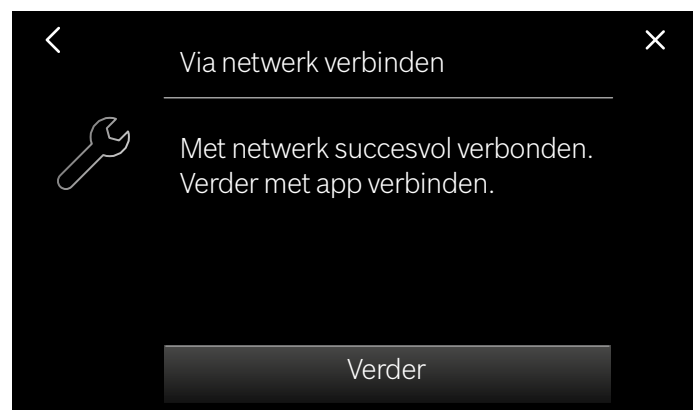 Via netwerk verbinden
Met netwerk succesvol verbonden.
Verder met app verbinden.
Verder